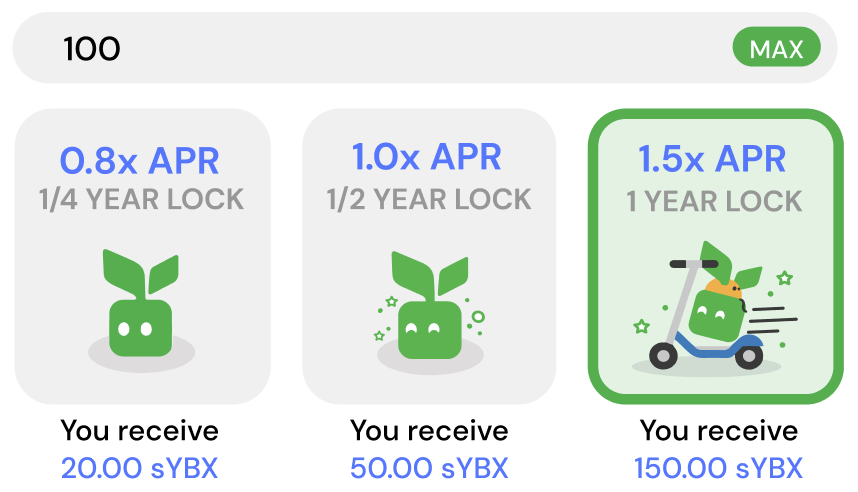 100
MAX
0.8x APR
1/4 YEAR LOCK
You receive
20.00 sYBX
1.0x APR
1/2 YEAR LOCK
You receive
50.00 sYBX
1.5x APR
1 YEAR LOCK
You receive
150.00 sYBX